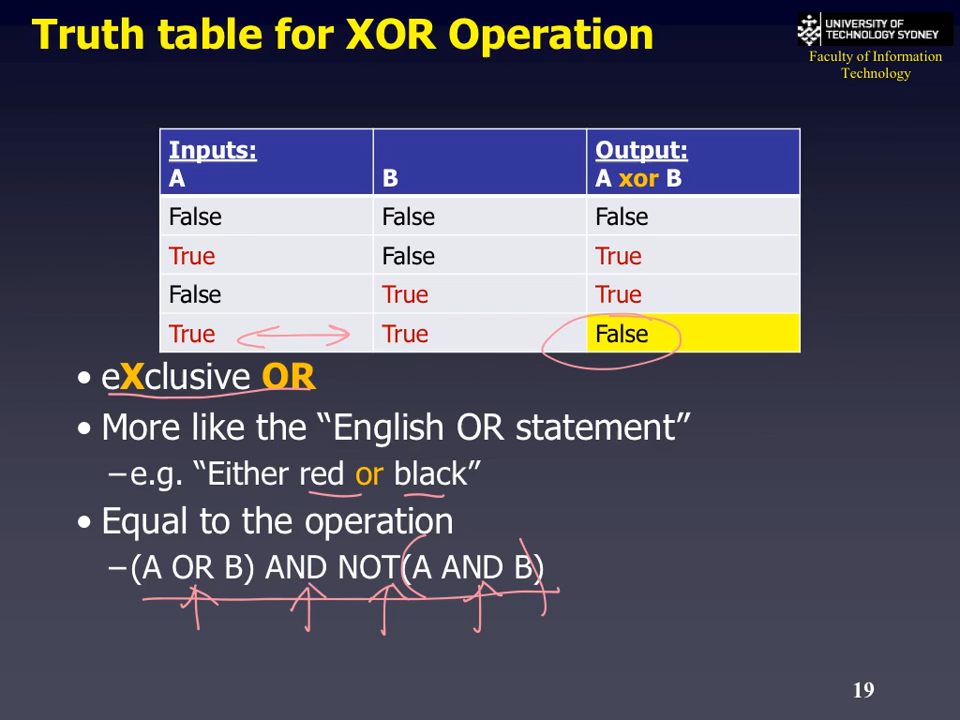 Truth table for XOR Operation
UNIVERSITY OF
TECHNOLOGY SYDNEY
Faculty of Information
Technology
Inputs: Output:
A B A xor B
False False False
True False True
False True True
True True False
• eXclusive OR
• More like the “English OR statement”
–e.g. “Either red or black”
• Equal to the operation
–(A OR B) AND NOT(A AND B)
19